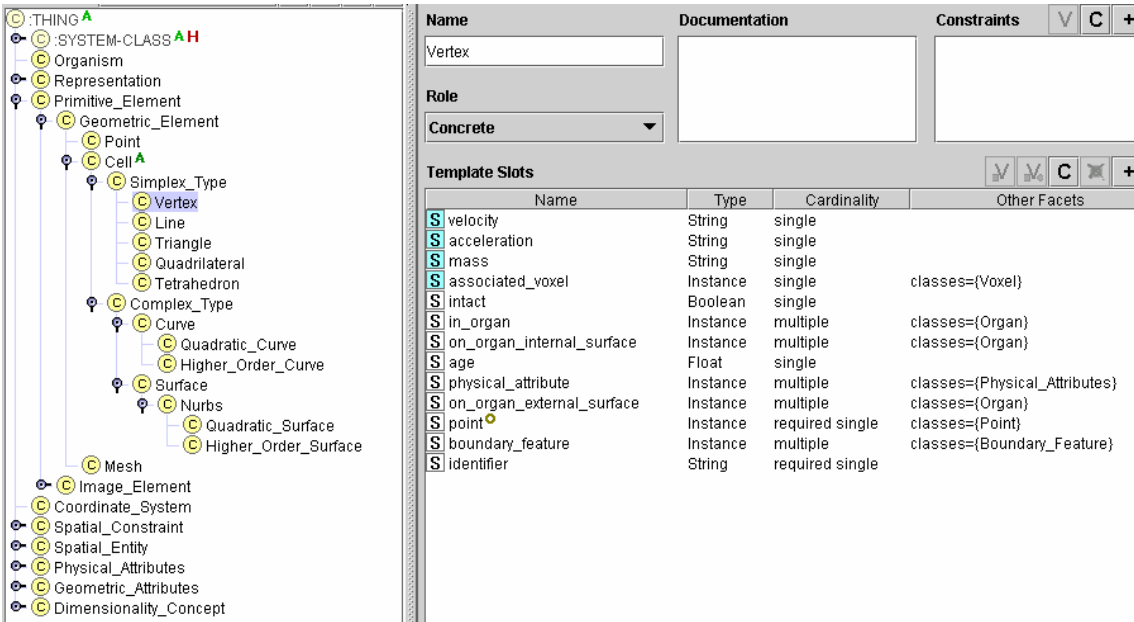 C :THING A
C :SYSTEM-CLASS A H
C Organism
C Representation
C Primitive_Element
C Geometric_Element
C Point
C Cell A
C Simplex_Type
C Vertex
C Line
C Triangle
C Quadrilateral
C Tetrahedron
C Complex_Type
C Curve
C Quadratic_Curve
C Higher_Order_Curve
C Surface
C Nurbs
C Quadratic_Surface
C Higher_Order_Surface
C Mesh
C Image_Element
C Coordinate_System
C Spatial_Constraint
C Spatial_Entity
C Physical_Attributes
C Geometric_Attributes
C Dimensionality_Concept
Name Documentation Constraints V C +
Vertex
Role
Concrete
Template Slots V V C +
Name Type Cardinality Other Facets
S velocity String single
S acceleration String single
S mass String single
S associated_voxel Instance single classes={Voxel}
S intact Boolean single
S in_organ Instance multiple classes={Organ}
S on_organ_internal_surface Instance multiple classes={Organ}
S age Float single
S physical_attribute Instance multiple classes={Physical_Attributes}
S on_organ_external_surface Instance multiple classes={Organ}
S point Instance required single classes={Point}
S boundary_feature Instance multiple classes={Boundary_Feature}
S identifier String required single